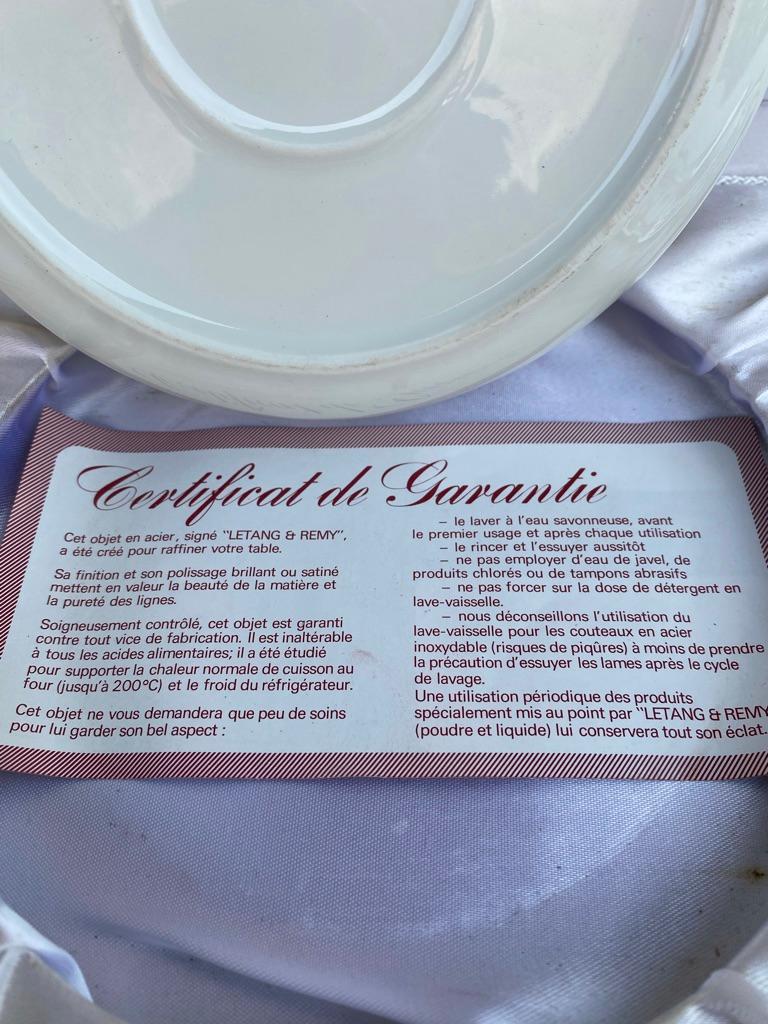 Certificat de Garantie
Cet objet en acier, signé "LETANG & REMY",
a été créé pour raffiner votre table.
Sa finition et son polissage brillant ou satiné
mettent en valeur la beauté de la matière et
la pureté des lignes.
Soigneusement contrôlé, cet objet est garanti
contre tout vice de fabrication. Il est inaltérable
à tous les acides alimentaires; il a été étudié
pour supporter la chaleur normale de cuisson au
four (jusqu'à 200°C) et le froid du réfrigérateur.
Cet objet ne vous demandera que peu de soins
pour lui garder son bel aspect :
— le laver à l'eau savonneuse, avant
le premier usage et après chaque utilisation
— le rincer et l'essuyer aussitôt
— ne pas employer d'eau de javel, de
produits chlorés ou de tampons abrasifs
— ne pas forcer sur la dose de détergent en
lave-vaisselle.
— nous déconseillons l'utilisation du
lave-vaisselle pour les couteaux en acier
inoxydable (risques de piqûres) à moins de prendre
la précaution d'essuyer les lames après le cycle
de lavage.
Une utilisation périodique des produits
spécialement mis au point par "LETANG & REMY
(poudre et liquide) lui conservera tout son éclat.